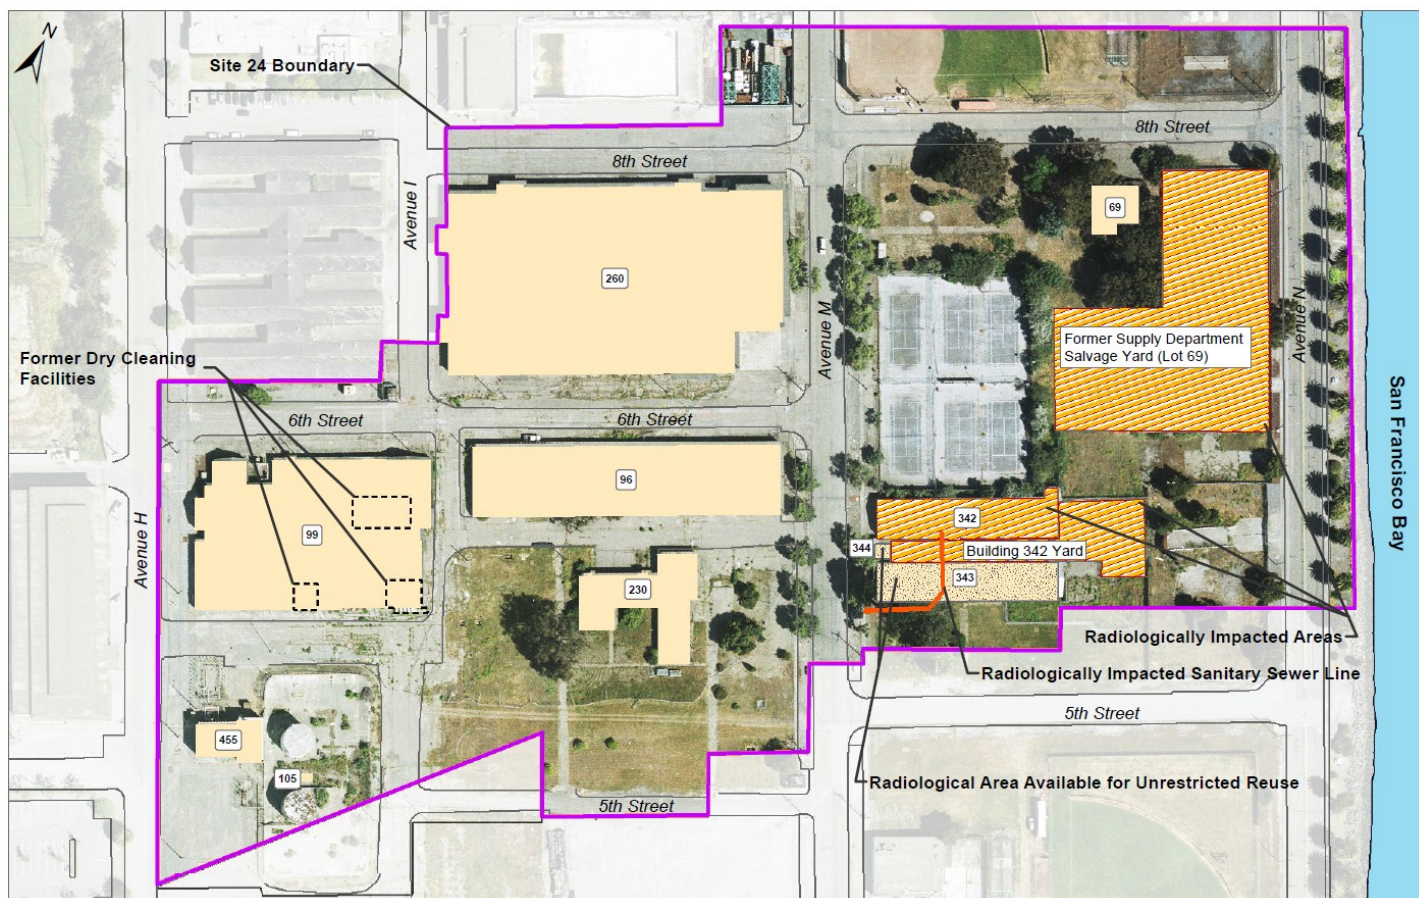 N
Site 24 Boundary
8th Street
8th Street
Avenue I
69
260
Avenue M
Former Supply Department
Salvage Yard (Lot 69)
Avenue N
Former Dry Cleaning
Facilities
San Francisco Bay
6th Street
6th Street
96
Avenue H
99
342
344
Building 342 Yard
343
230
Radiologically Impacted Areas
Radiologically Impacted Sanitary Sewer Line
5th Street
455
105
Radiological Area Available for Unrestricted Reuse
5th Street